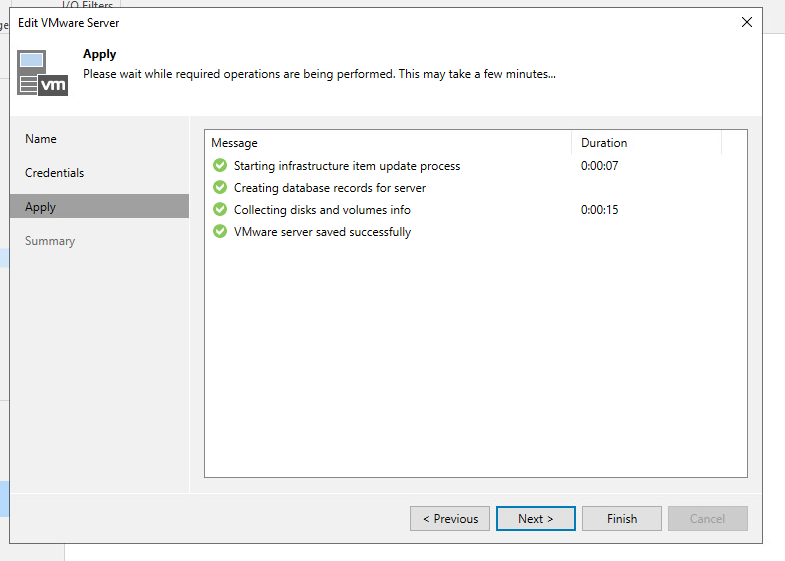 I/O Filters
Edit VMware Server
Apply
Please wait while required operations are being performed. This may take a few minutes...
vm
Name
Credentials
Apply
Summary
Message Duration
Starting infrastructure item update process 0:00:07
Creating database records for server
Collecting disks and volumes info 0:00:15
VMware server saved successfully
< Previous Next > Finish Cancel